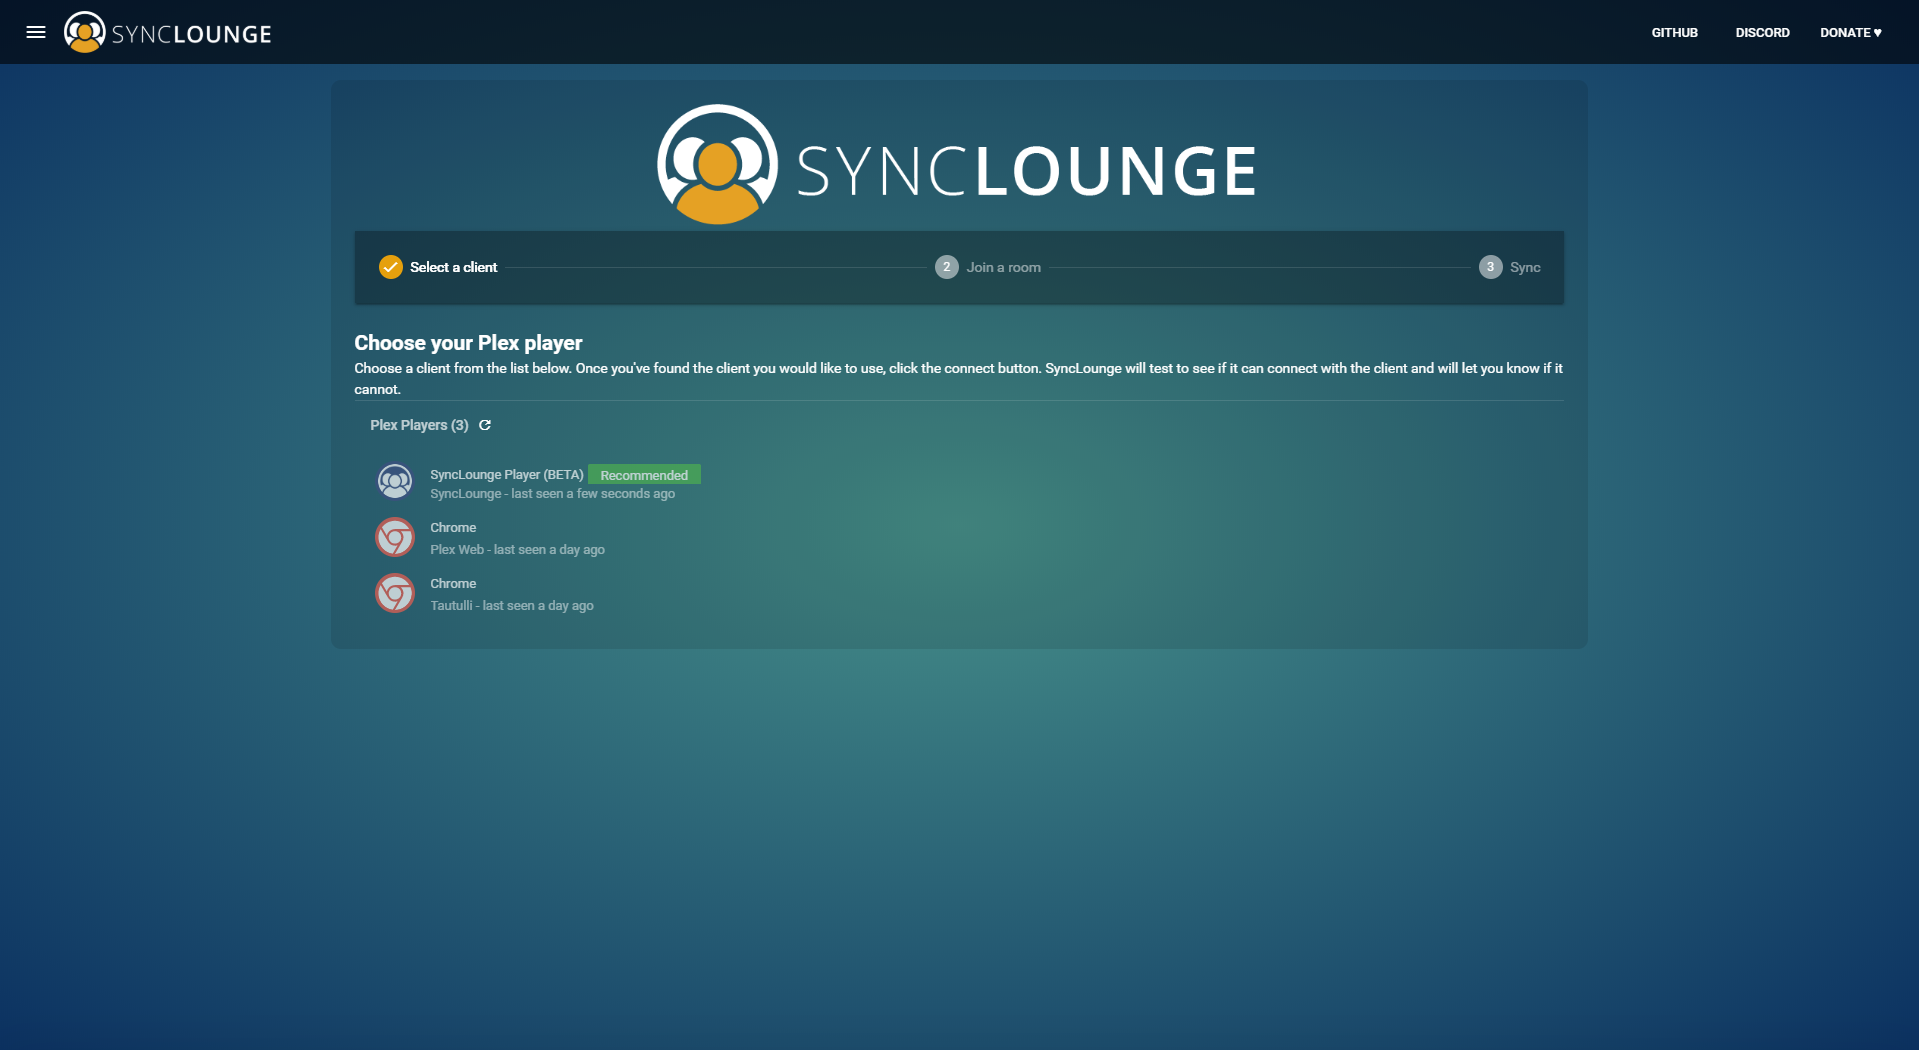 SYNCLOUNGE
GITHUB
DISCORD
DONATE ♥
SYNCLOUNGE
Select a client
2
Join a room
3
Sync
Choose your Plex player
Choose a client from the list below. Once you've found the client you would like to use, click the connect button. SyncLounge will test to see if it can connect with the client and will let you know if it
cannot.
Plex Players (3)
SyncLounge Player (BETA) Recommended
SyncLounge - last seen a few seconds ago
Chrome
Plex Web - last seen a day ago
Chrome
Tautulli - last seen a day ago